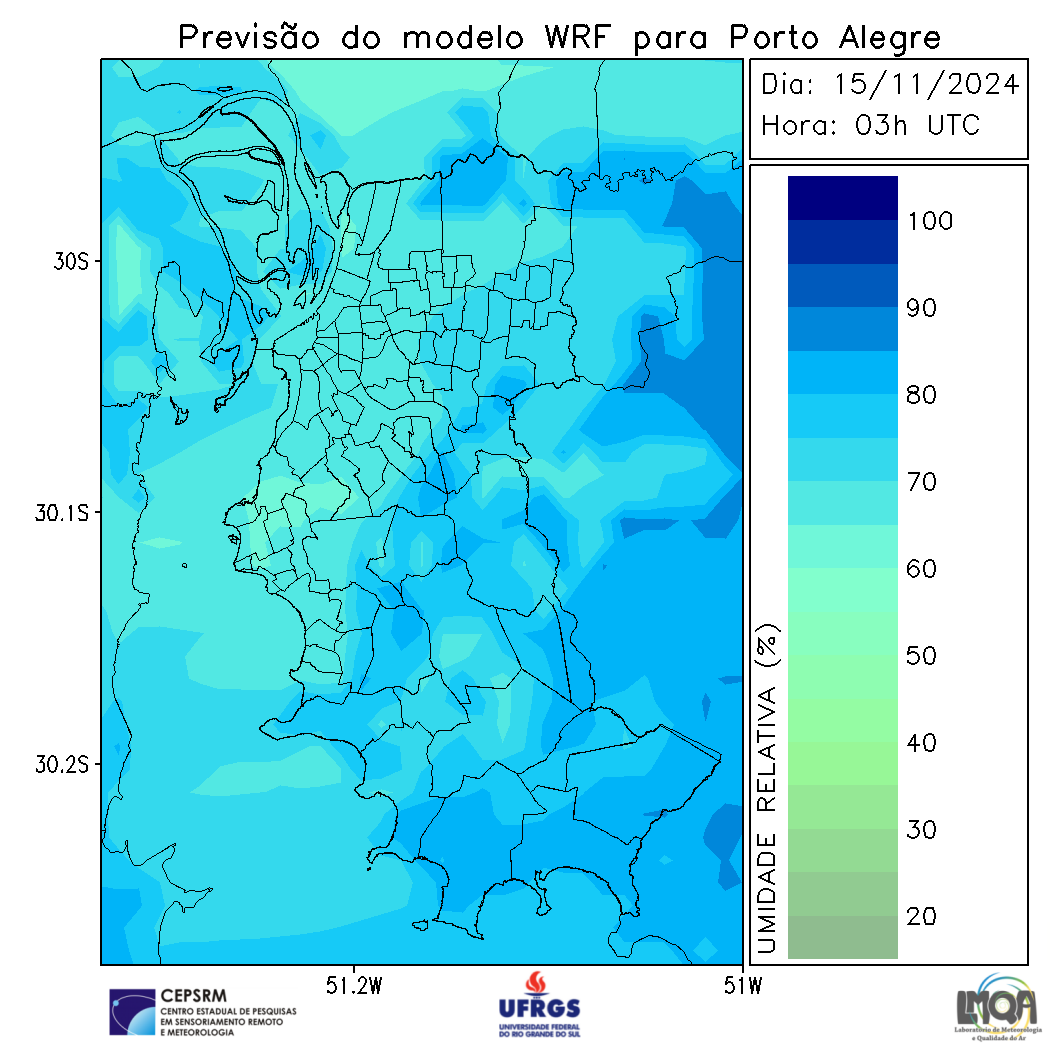 Previsão do modelo WRF para Porto Alegre
Dia: 15/11/2024
Hora: 03h UTC
30S
30.1S
30.2S
51.2W
51W
100
90
80
70
60
50
40
30
20
UMIDADE RELATIVA (%)
CEPSRM
CENTRO ESTADUAL DE PESQUISAS
EM SENSORIAMENTO REMOTO
E METEOROLOGIA
UFRGS
UNIVERSIDADE FEDERAL
DO RIO GRANDE DO SUL
LMQA
Laboratório de Meteorologia
e Qualidade do Ar